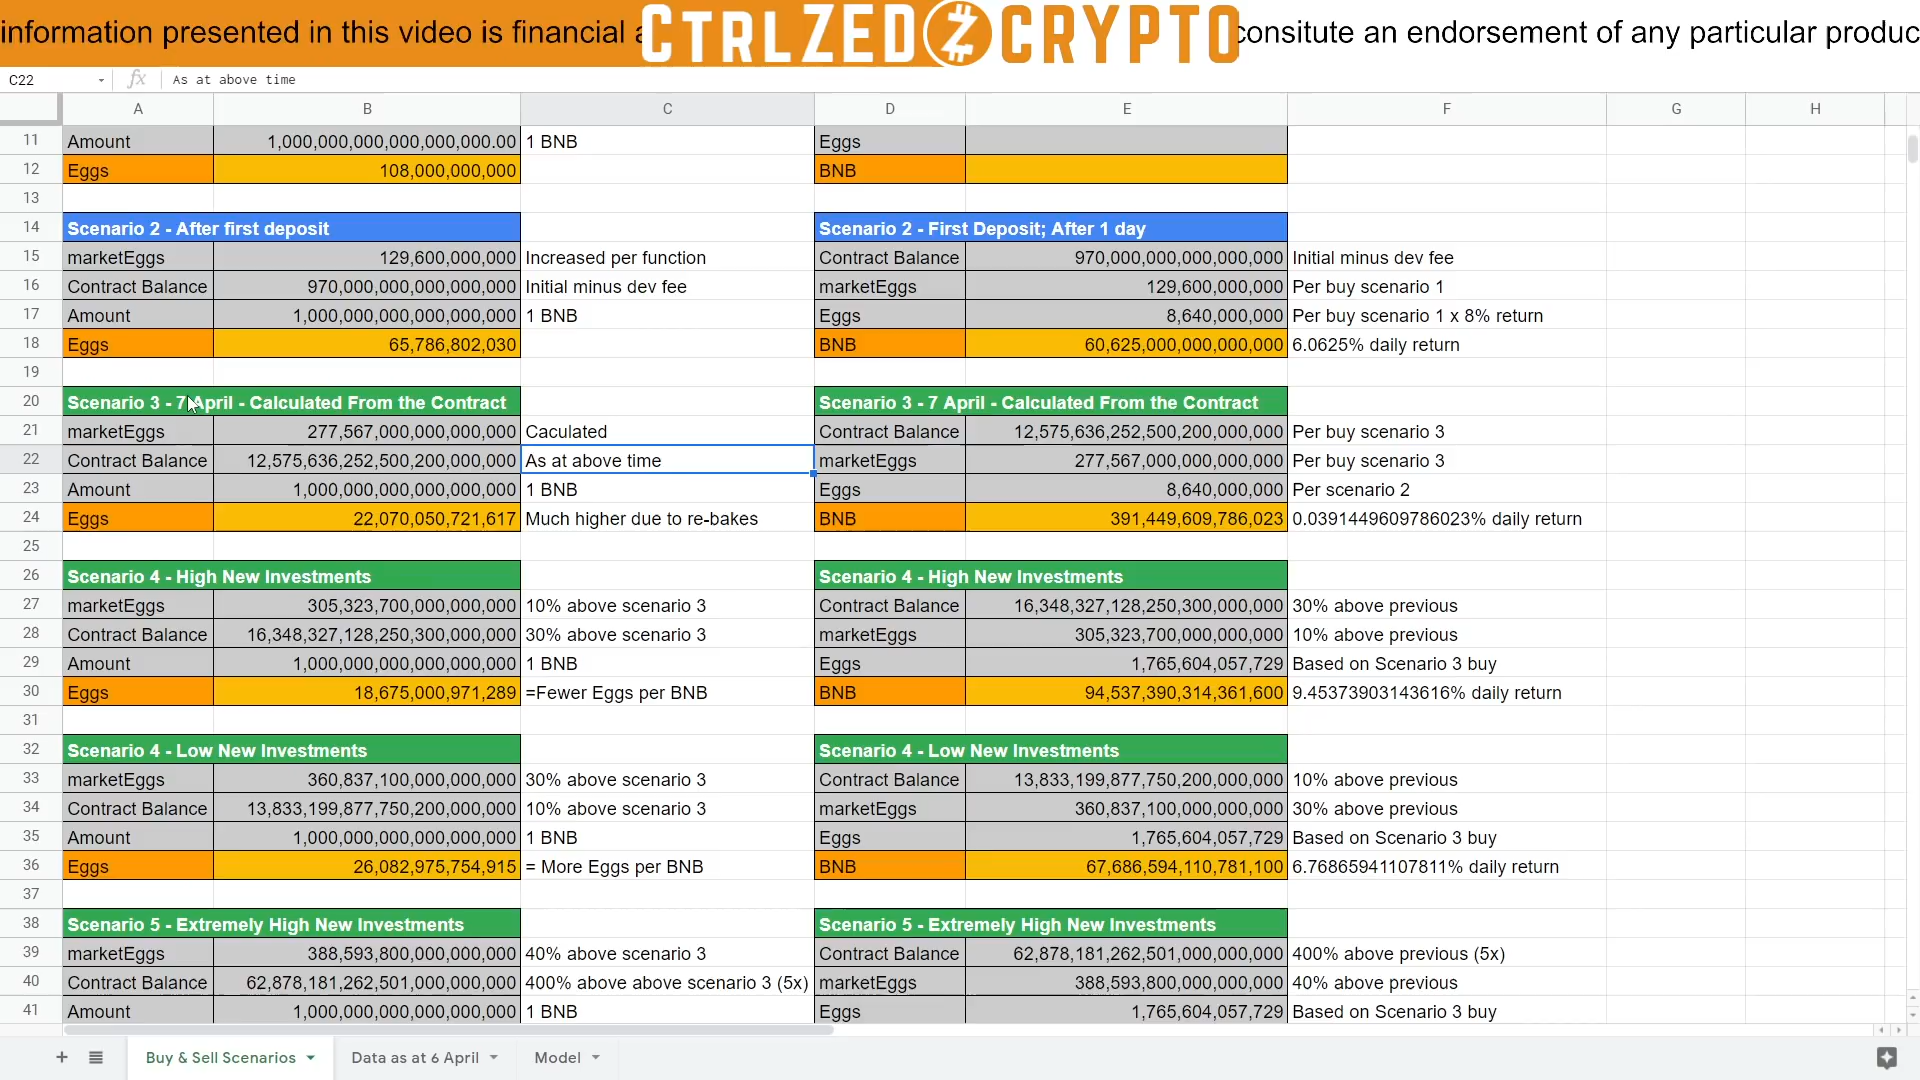 information presented in this video is financial a
CTRLZED CRYPTO
consitute an endorsement of any particular produc
C22 fx As at above time
A B C D E F G H
11 Amount 1,000,000,000,000,000,000.00 1 BNB Eggs
12 Eggs 108,000,000,000 BNB
13
14 Scenario 2 - After first deposit Scenario 2 - First Deposit; After 1 day
15 marketEggs 129,600,000,000 Increased per function Contract Balance 970,000,000,000,000,000 Initial minus dev fee
16 Contract Balance 970,000,000,000,000,000 Initial minus dev fee marketEggs 129,600,000,000 Per buy scenario 1
17 Amount 1,000,000,000,000,000,000 1 BNB Eggs 8,640,000,000 Per buy scenario 1 x 8% return
18 Eggs 65,786,802,030 BNB 60,625,000,000,000,000 6.0625% daily return
19
20 Scenario 3 - 7 April - Calculated From the Contract Scenario 3 - 7 April - Calculated From the Contract
21 marketEggs 277,567,000,000,000,000 Caculated Contract Balance 12,575,636,252,500,200,000,000 Per buy scenario 3
22 Contract Balance 12,575,636,252,500,200,000,000 As at above time marketEggs 277,567,000,000,000,000 Per buy scenario 3
23 Amount 1,000,000,000,000,000,000 1 BNB Eggs 8,640,000,000 Per scenario 2
24 Eggs 22,070,050,721,617 Much higher due to re-bakes BNB 391,449,609,786,023 0.0391449609786023% daily return
25
26 Scenario 4 - High New Investments Scenario 4 - High New Investments
27 marketEggs 305,323,700,000,000,000 10% above scenario 3 Contract Balance 16,348,327,128,250,300,000,000 30% above previous
28 Contract Balance 16,348,327,128,250,300,000,000 30% above scenario 3 marketEggs 305,323,700,000,000,000 10% above previous
29 Amount 1,000,000,000,000,000,000 1 BNB Eggs 1,765,604,057,729 Based on Scenario 3 buy
30 Eggs 18,675,000,971,289 =Fewer Eggs per BNB BNB 94,537,390,314,361,600 9.45373903143616% daily return
31
32 Scenario 4 - Low New Investments Scenario 4 - Low New Investments
33 marketEggs 360,837,100,000,000,000 30% above scenario 3 Contract Balance 13,833,199,877,750,200,000,000 10% above previous
34 Contract Balance 13,833,199,877,750,200,000,000 10% above scenario 3 marketEggs 360,837,100,000,000,000 30% above previous
35 Amount 1,000,000,000,000,000,000 1 BNB Eggs 1,765,604,057,729 Based on Scenario 3 buy
36 Eggs 26,082,975,754,915 = More Eggs per BNB BNB 67,686,594,110,781,100 6.76865941107811% daily return
37
38 Scenario 5 - Extremely High New Investments Scenario 5 - Extremely High New Investments
39 marketEggs 388,593,800,000,000,000 40% above scenario 3 Contract Balance 62,878,181,262,501,000,000,000 400% above previous (5x)
40 Contract Balance 62,878,181,262,501,000,000,000 400% above above scenario 3 (5x) marketEggs 388,593,800,000,000,000 40% above previous
41 Amount 1,000,000,000,000,000,000 1 BNB Eggs 1,765,604,057,729 Based on Scenario 3 buy
Buy & Sell Scenarios Data as at 6 April Model